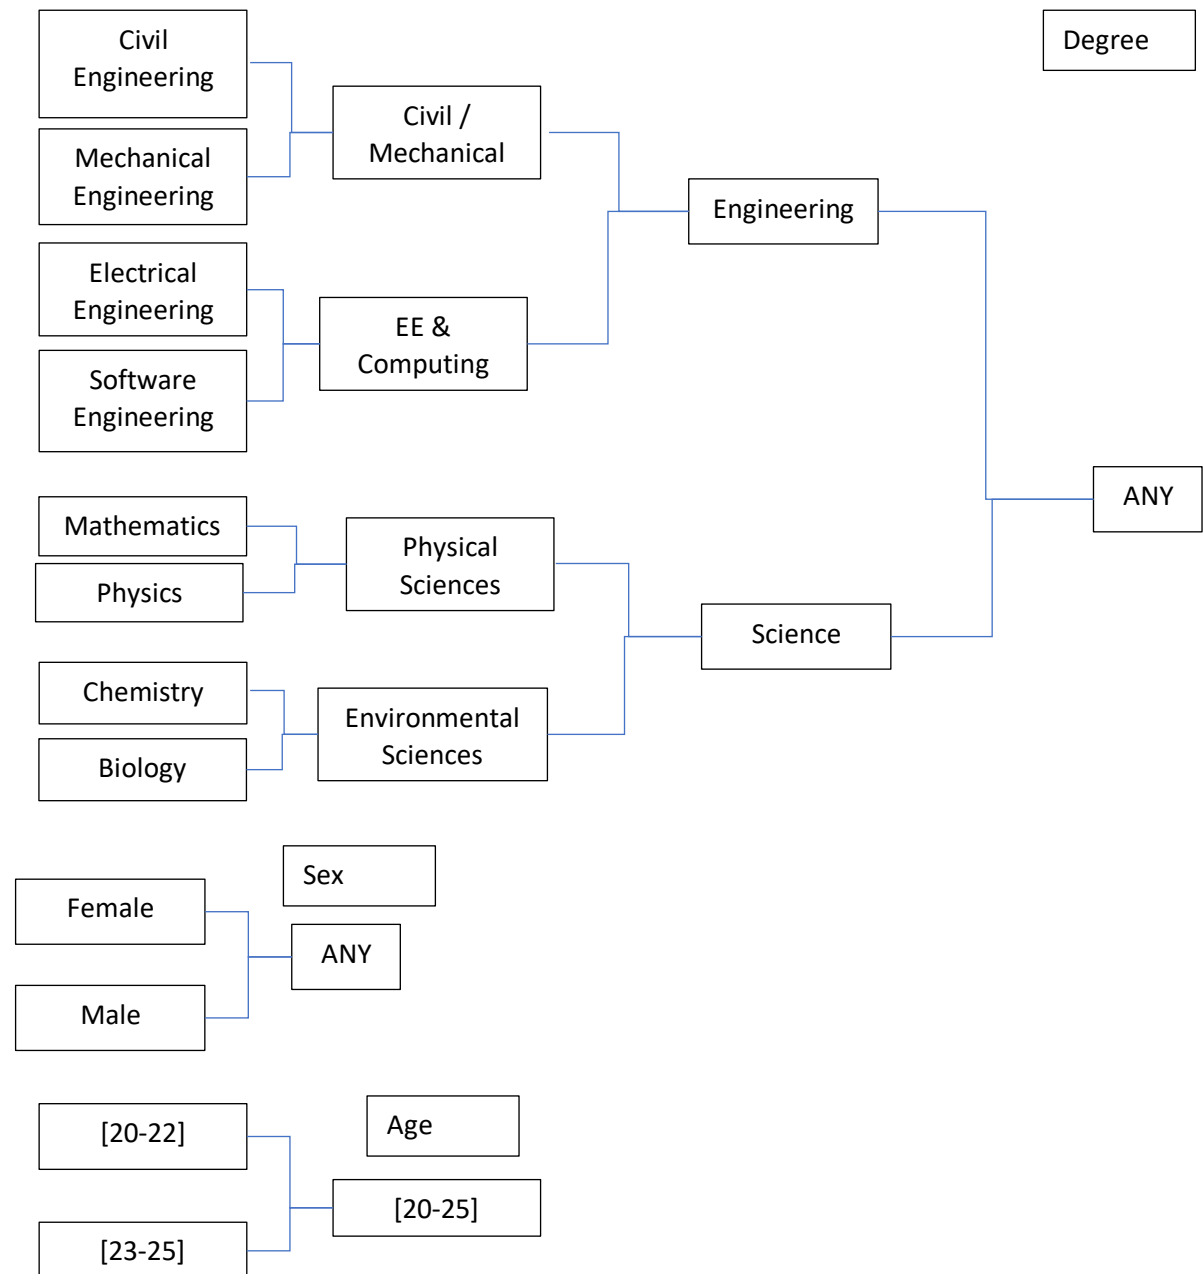 Civil
Engineering
Degree
Civil /
Mechanical
Mechanical
Engineering
Engineering
Electrical
Engineering
EE &
Computing
Software
Engineering
ANY
Mathematics
Physical
Sciences
Physics
Science
Chemistry
Environmental
Sciences
Biology
Sex
Female
ANY
Male
Age
[20-22]
[20-25]
[23-25]